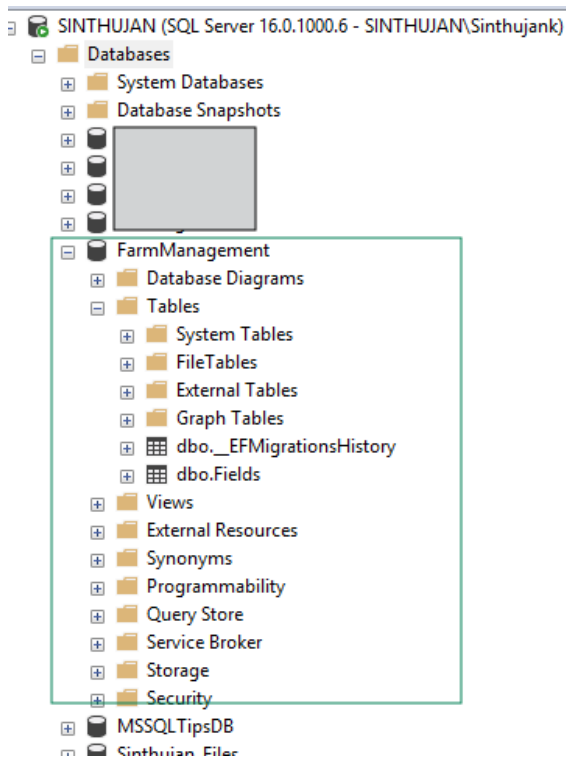 SINTHUJAN (SQL Server 16.0.1000.6 - SINTHUJAN\Sinthujank)
Databases
System Databases
Database Snapshots
FarmManagement
Database Diagrams
Tables
System Tables
FileTables
External Tables
Graph Tables
dbo.__EFMigrationsHistory
dbo.Fields
Views
External Resources
Synonyms
Programmability
Query Store
Service Broker
Storage
Security
MSSQLTipsDB
Sinthujan_Files